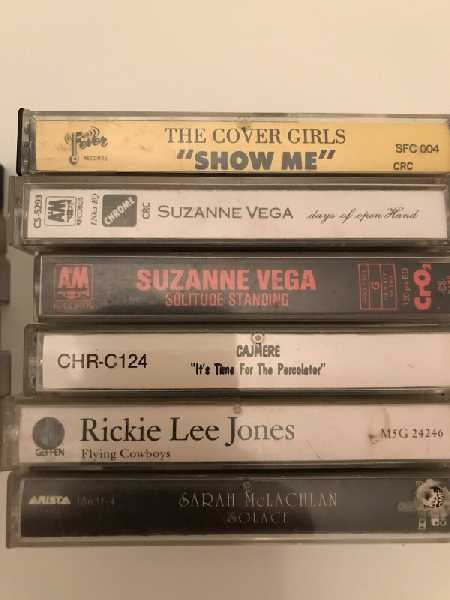 Fever
RECORDS
THE COVER GIRLS
"SHOW ME"
SFC 004
CRC
CS-5293
A&M
RECORDS
CHROME
CRC
SUZANNE VEGA
days of open Hand
A&M
RECORDS
SUZANNE VEGA
SOLITUDE STANDING
G
CrO2
CHR-C124
CAJMERE
"It's Time For The Percolator"
GEFFEN
Rickie Lee Jones
Flying Cowboys
M5G 24246
ARISTA
18631-4
SARAH McLACHLAN
SOLACE